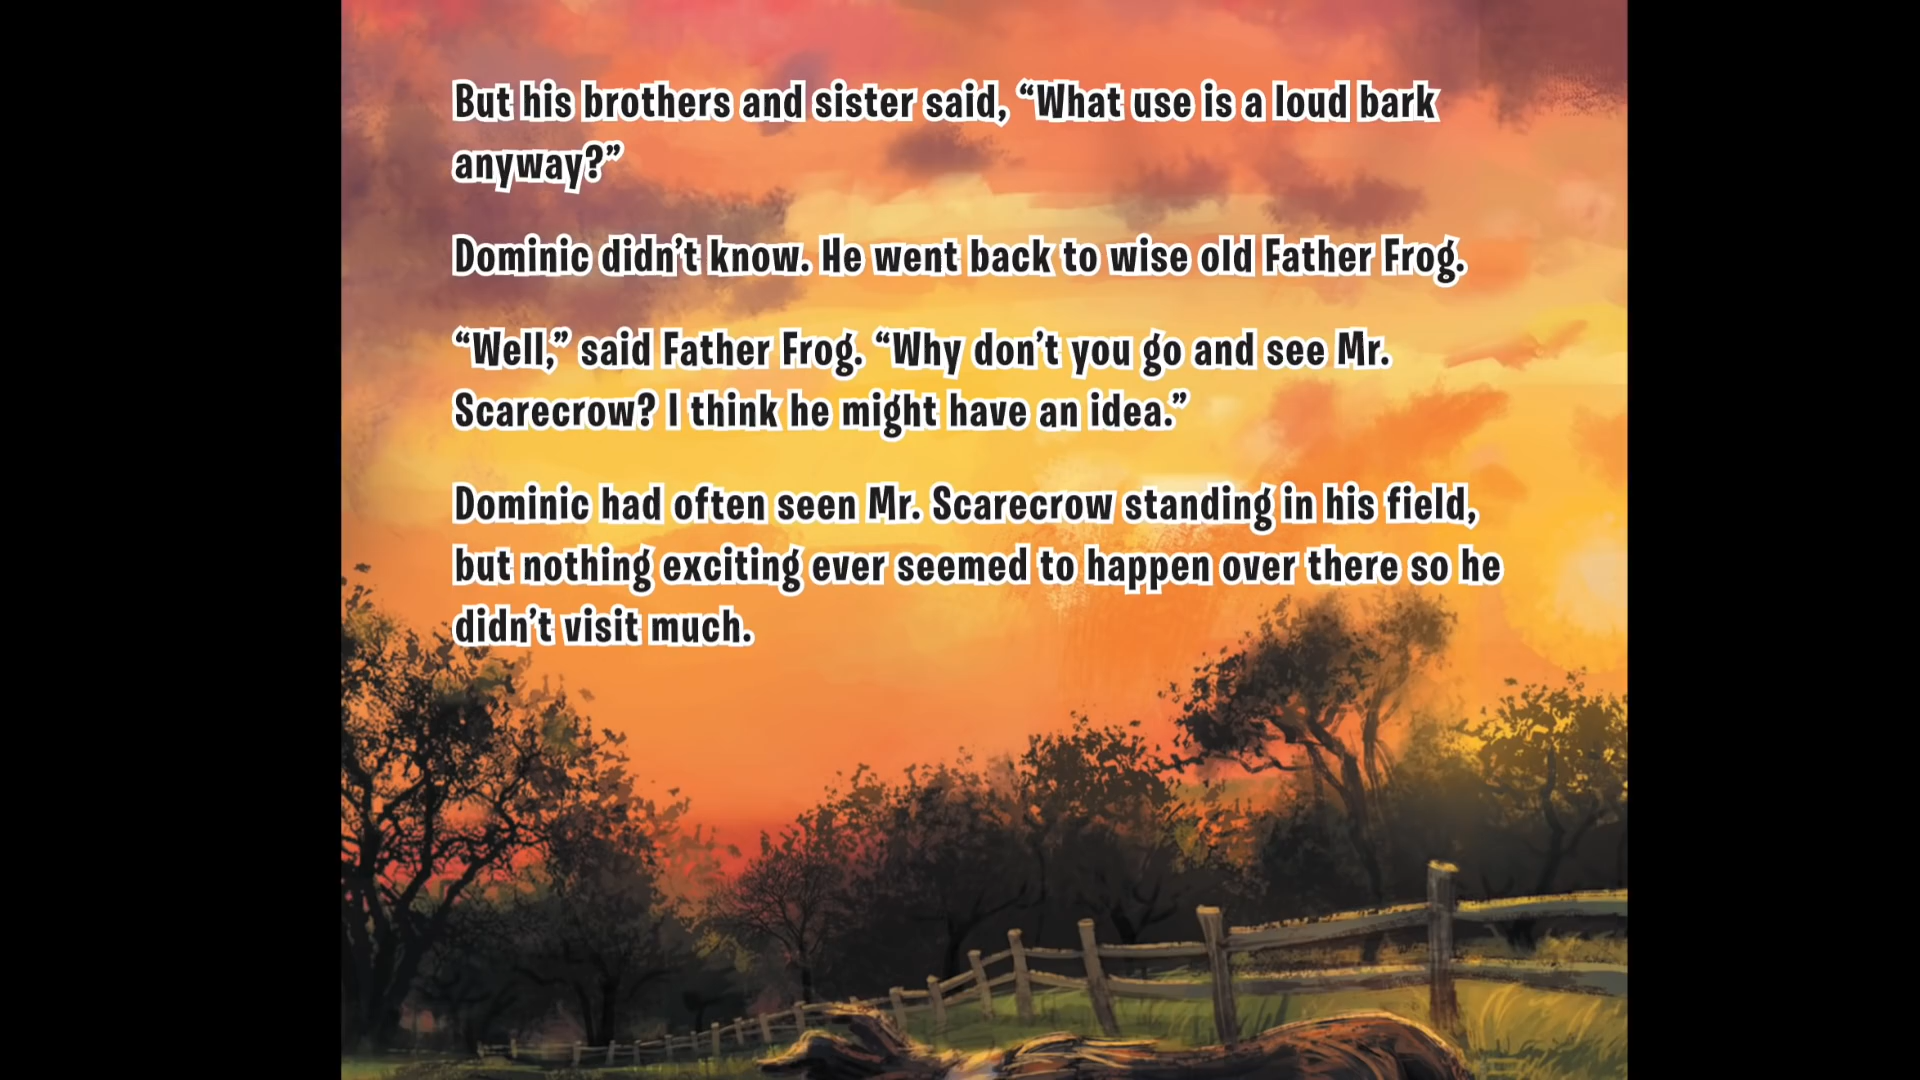 But his brothers and sister said, “What use is a loud bark
anyway?”
Dominic didn’t know. He went back to wise old Father Frog.
“Well,” said Father Frog. “Why don’t you go and see Mr.
Scarecrow? I think he might have an idea.”
Dominic had often seen Mr. Scarecrow standing in his field,
but nothing exciting ever seemed to happen over there so he
didn’t visit much.